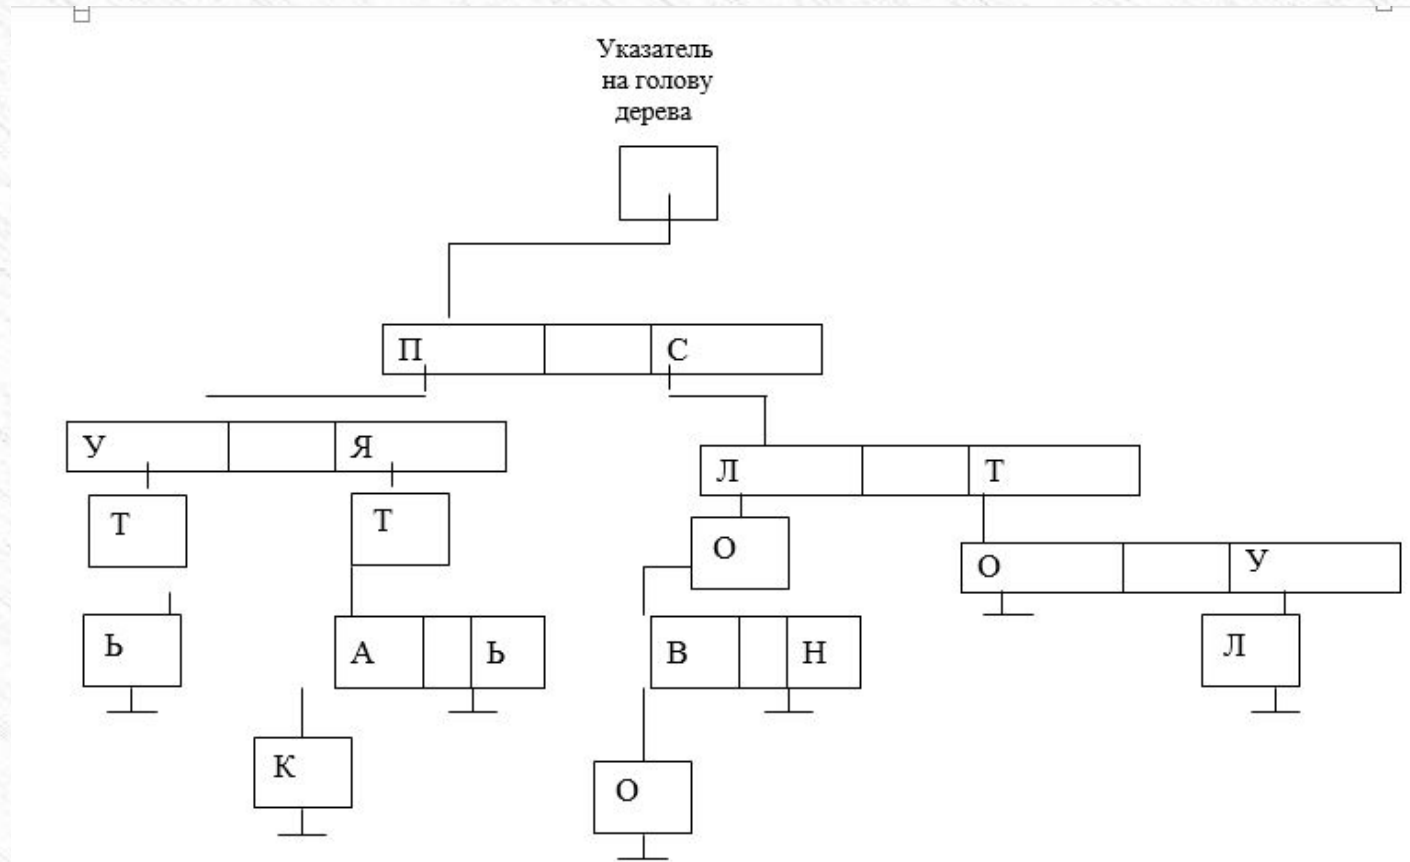 Указатель
на голову
дерева
П С
У Я
Л Т
Т Т
О
О У
Ь А Ь В Н Л
К
О